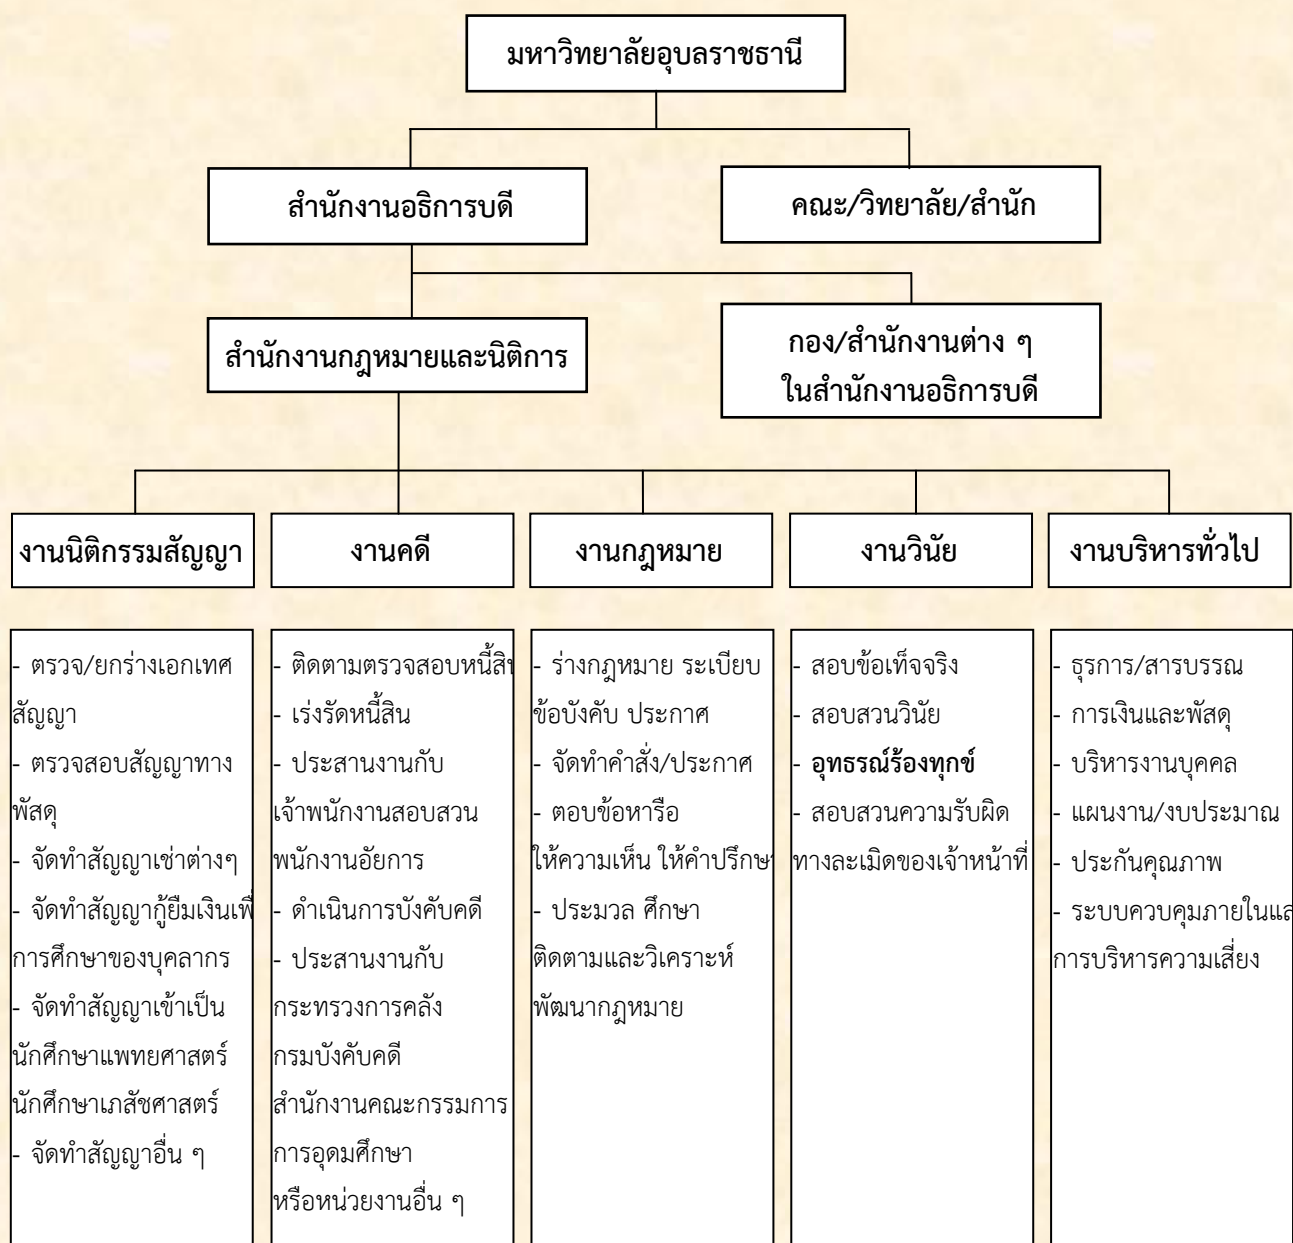 มหาวิทยาลัยอุบลราชธานี
สำนักงานอธิการบดี
คณะ/วิทยาลัย/สำนัก
สำนักงานกฎหมายและนิติการ
กอง/สำนักงานต่าง ๆ
ในสำนักงานอธิการบดี
งานนิติกรรมสัญญา
งานคดี
งานกฎหมาย
งานวินัย
งานบริหารทั่วไป
- ตรวจ/ยกร่างเอกเทศ
สัญญา
- ตรวจสอบสัญญาทาง
พัสดุ
- จัดทำสัญญาเช่าต่างๆ
- จัดทำสัญญากู้ยืมเงินเพื่
การศึกษาของบุคลากร
- จัดทำสัญญาเข้าเป็น
นักศึกษาแพทยศาสตร์
นักศึกษาเภสัชศาสตร์
- จัดทำสัญญาอื่น ๆ
- ติดตามตรวจสอบหนี้สิน
- เร่งรัดหนี้สิน
- ประสานงานกับ
เจ้าพนักงานสอบสวน
พนักงานอัยการ
- ดำเนินการบังคับคดี
- ประสานงานกับ
กระทรวงการคลัง
กรมบังคับคดี
สำนักงานคณะกรรมการ
การอุดมศึกษา
หรือหน่วยงานอื่น ๆ
- ร่างกฎหมาย ระเบียบ
ข้อบังคับ ประกาศ
- จัดทำคำสั่ง/ประกาศ
- ตอบข้อหารือ
ให้ความเห็น ให้คำปรึกษา
- ประมวล ศึกษา
ติดตามและวิเคราะห์
พัฒนากฎหมาย
- สอบข้อเท็จจริง
- สอบสวนวินัย
- อุทธรณ์ร้องทุกข์
- สอบสวนความรับผิด
ทางละเมิดของเจ้าหน้าที่
- ธุรการ/สารบรรณ
- การเงินและพัสดุ
- บริหารงานบุคคล
- แผนงาน/งบประมาณ
- ประกันคุณภาพ
- ระบบควบคุมภายในแล
การบริหารความเสี่ยง